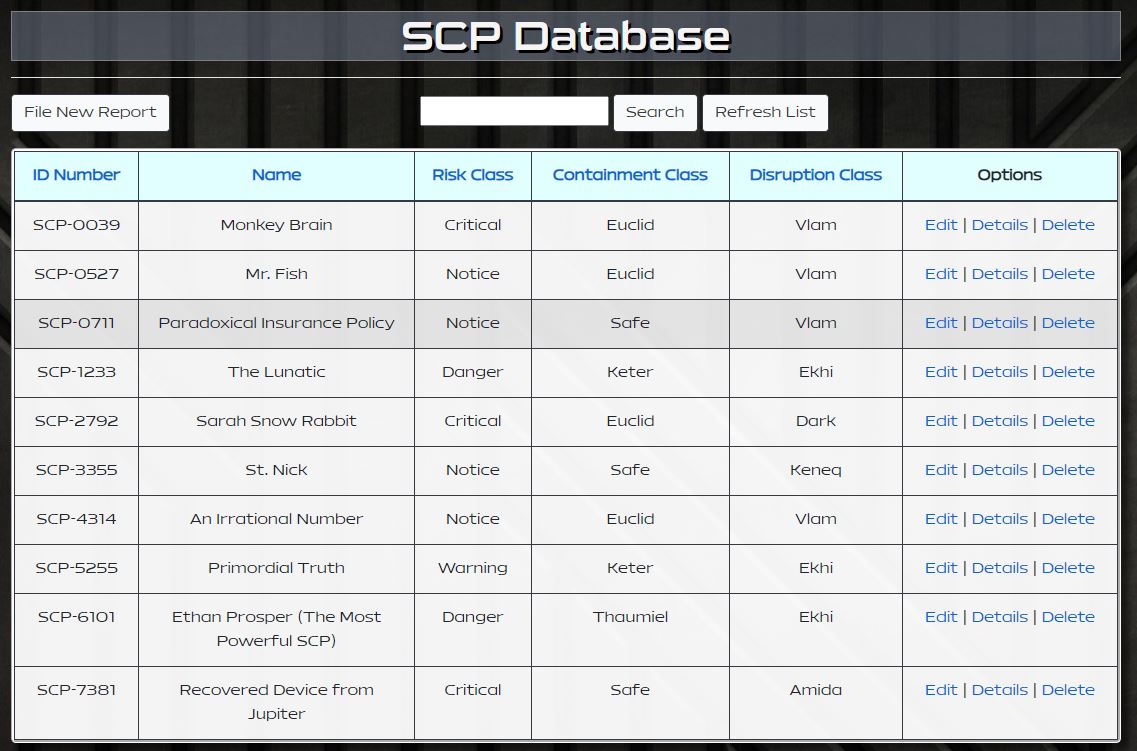 SCP Database
File New Report Search Refresh List
ID Number Name Risk Class Containment Class Disruption Class Options
SCP-0039 Monkey Brain Critical Euclid Vlam Edit | Details | Delete
SCP-0527 Mr. Fish Notice Euclid Vlam Edit | Details | Delete
SCP-0711 Paradoxical Insurance Policy Notice Safe Vlam Edit | Details | Delete
SCP-1233 The Lunatic Danger Keter Ekhi Edit | Details | Delete
SCP-2792 Sarah Snow Rabbit Critical Euclid Dark Edit | Details | Delete
SCP-3355 St. Nick Notice Safe Keneq Edit | Details | Delete
SCP-4314 An Irrational Number Notice Euclid Vlam Edit | Details | Delete
SCP-5255 Primordial Truth Warning Keter Ekhi Edit | Details | Delete
SCP-6101 Ethan Prosper (The Most Danger Thaumiel Ekhi Edit | Details | Delete
Powerful SCP)
SCP-7381 Recovered Device from Critical Safe Amida Edit | Details | Delete
Jupiter